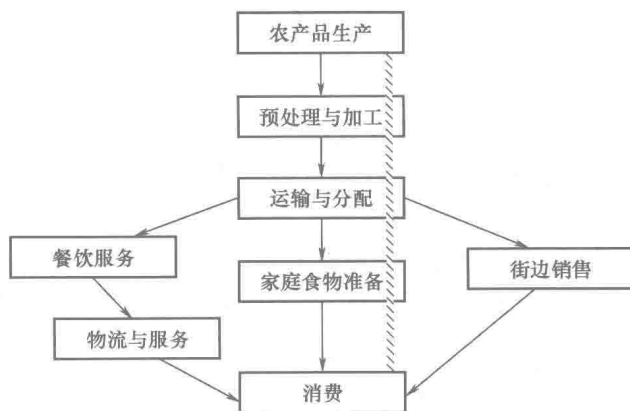 农产品生产
预处理与加工
运输与分配
餐饮服务
家庭食物准备
街边销售
物流与服务
消费